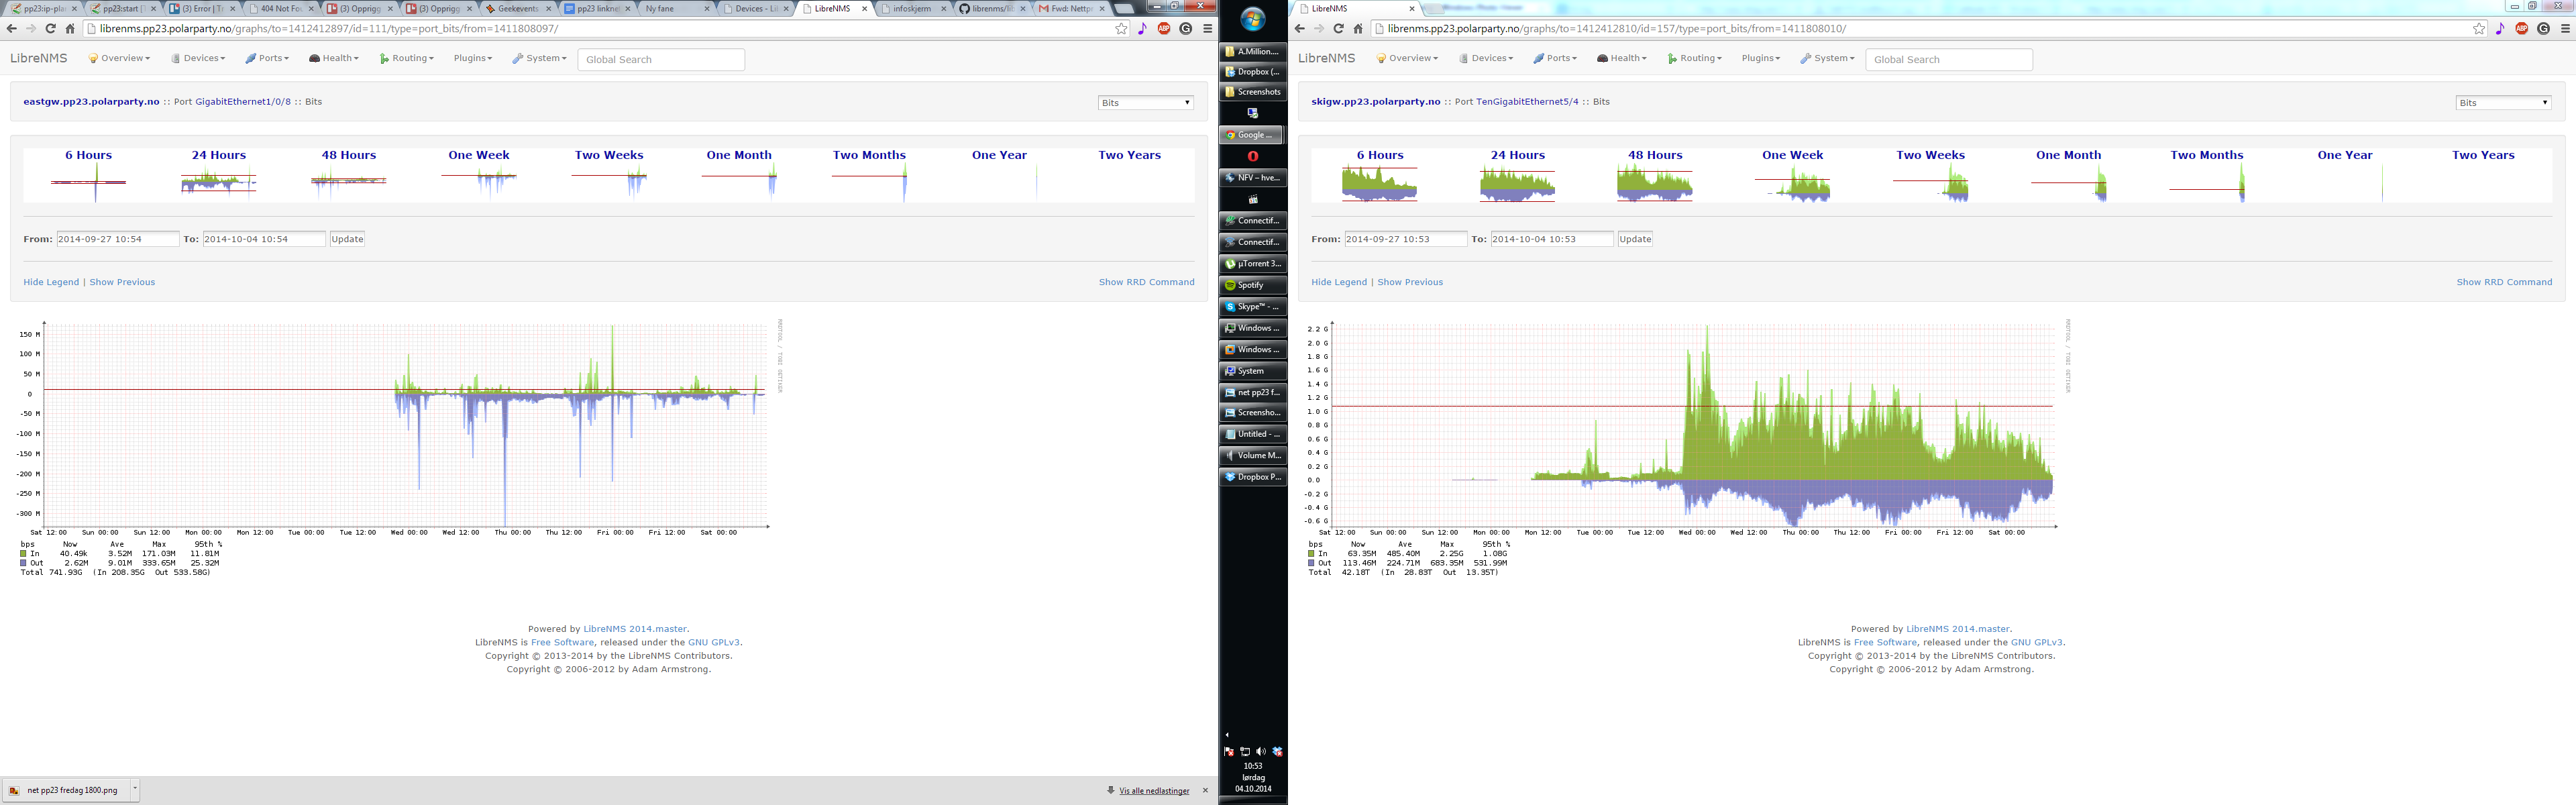 pp23:ip-pla
pp23:start [
(3) Error | T
404 Not Fou
(3) Opprigg
(3) Opprigg
Geekevents
pp23 linkne
Ny fane
Devices - Lib
LibreNMS
infoskjerm
librenms/lib
Fwd: Nettpr
librenms.pp23.polarparty.no/graphs/to=1412412897/id=111/type=port_bits/from=1411808097/
LibreNMS Overview Devices Ports Health Routing Plugins System Global Search
eastgw.pp23.polarparty.no :: Port GigabitEthernet1/0/8 :: Bits
Bits
6 Hours 24 Hours 48 Hours One Week Two Weeks One Month Two Months One Year Two Years
From: 2014-09-27 10:54 To: 2014-10-04 10:54 Update
Hide Legend | Show Previous Show RRD Command
RRDTOOL / TOBI OETIKER
150 M
100 M
50 M
0
-50 M
-100 M
-150 M
-200 M
-250 M
-300 M
Sat 12:00 Sun 00:00 Sun 12:00 Mon 00:00 Mon 12:00 Tue 00:00 Tue 12:00 Wed 00:00 Wed 12:00 Thu 00:00 Thu 12:00 Fri 00:00 Fri 12:00 Sat 00:00
bps Now Ave Max 95th %
In 40.49k 3.52M 171.03M 11.81M
Out 2.62M 9.01M 333.65M 25.32M
Total 741.93G (In 208.35G Out 533.58G)
Powered by LibreNMS 2014.master.
LibreNMS is Free Software, released under the GNU GPLv3.
Copyright © 2013-2014 by the LibreNMS Contributors.
Copyright © 2006-2012 by Adam Armstrong.
net pp23 fredag 1800.png
Vis alle nedlastinger
A.Million....
Dropbox (...
Screenshots
Google ...
NFV – hve...
Connectif...
Connectif...
µTorrent 3...
Spotify
Skype™ - ...
Windows ...
Windows ...
System
net pp23 f...
Screensho...
Untitled - ...
Volume M...
Dropbox P...
10:53
lørdag
04.10.2014
LibreNMS
librenms.pp23.polarparty.no/graphs/to=1412412810/id=157/type=port_bits/from=1411808010/
LibreNMS Overview Devices Ports Health Routing Plugins System Global Search
skigw.pp23.polarparty.no :: Port TenGigabitEthernet5/4 :: Bits
Bits
6 Hours 24 Hours 48 Hours One Week Two Weeks One Month Two Months One Year Two Years
From: 2014-09-27 10:53 To: 2014-10-04 10:53 Update
Hide Legend | Show Previous Show RRD Command
RRDTOOL / TOBI OETIKER
2.2 G
2.0 G
1.8 G
1.6 G
1.4 G
1.2 G
1.0 G
0.8 G
0.6 G
0.4 G
0.2 G
0.0
-0.2 G
-0.4 G
-0.6 G
Sat 12:00 Sun 00:00 Sun 12:00 Mon 00:00 Mon 12:00 Tue 00:00 Tue 12:00 Wed 00:00 Wed 12:00 Thu 00:00 Thu 12:00 Fri 00:00 Fri 12:00 Sat 00:00
bps Now Ave Max 95th %
In 63.35M 485.40M 2.25G 1.08G
Out 113.46M 224.71M 683.35M 531.99M
Total 42.18T (In 28.83T Out 13.35T)
Powered by LibreNMS 2014.master.
LibreNMS is Free Software, released under the GNU GPLv3.
Copyright © 2013-2014 by the LibreNMS Contributors.
Copyright © 2006-2012 by Adam Armstrong.